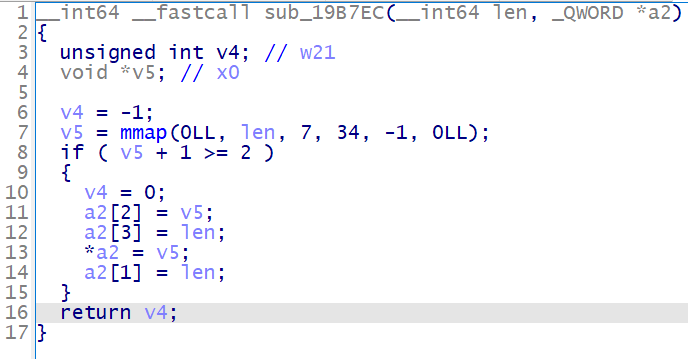 1 __int64 __fastcall sub_19B7EC(__int64 len, _QWORD *a2)
2 {
3   unsigned int v4; // w21
4   void *v5; // x0
5
6   v4 = -1;
7   v5 = mmap(0LL, len, 7, 34, -1, 0LL);
8   if ( v5 + 1 >= 2 )
9   {
10     v4 = 0;
11     a2[2] = v5;
12     a2[3] = len;
13     *a2 = v5;
14     a2[1] = len;
15   }
16   return v4;
17 }